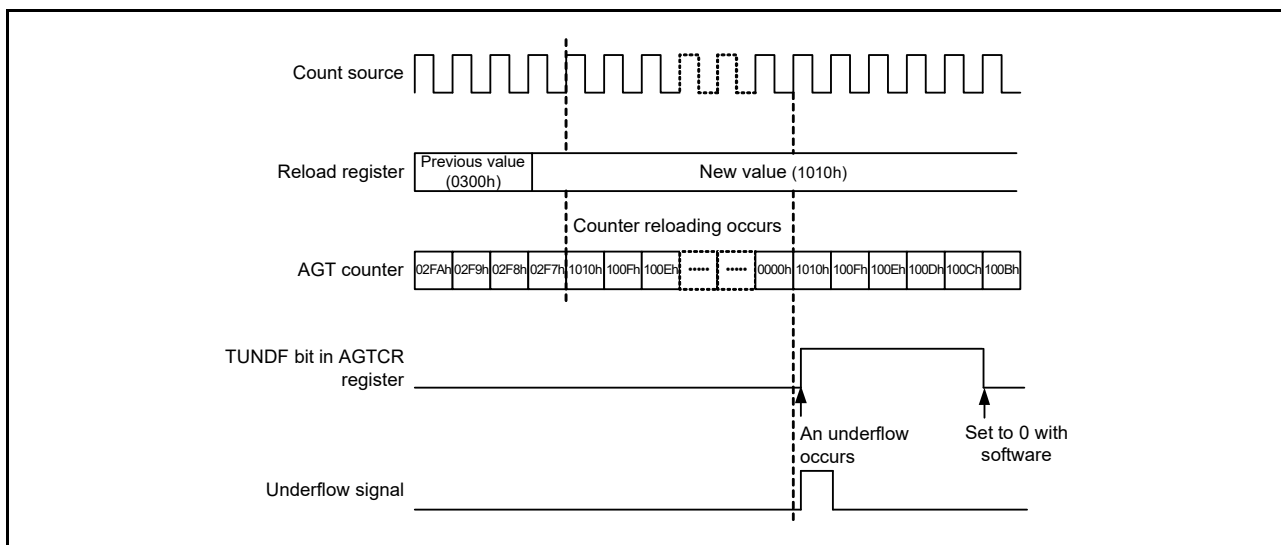 Count source
Reload register
Previous value
(0300h)
New value (1010h)
Counter reloading occurs
AGT counter
02FAh 02F9h 02F8h 02F7h 1010h 100Fh 100Eh ••••• ••••• 0000h 1010h 100Fh 100Eh 100Dh 100Ch 100Bh
TUNDF bit in AGTCR
register
An underflow
occurs
Set to 0 with
software
Underflow signal